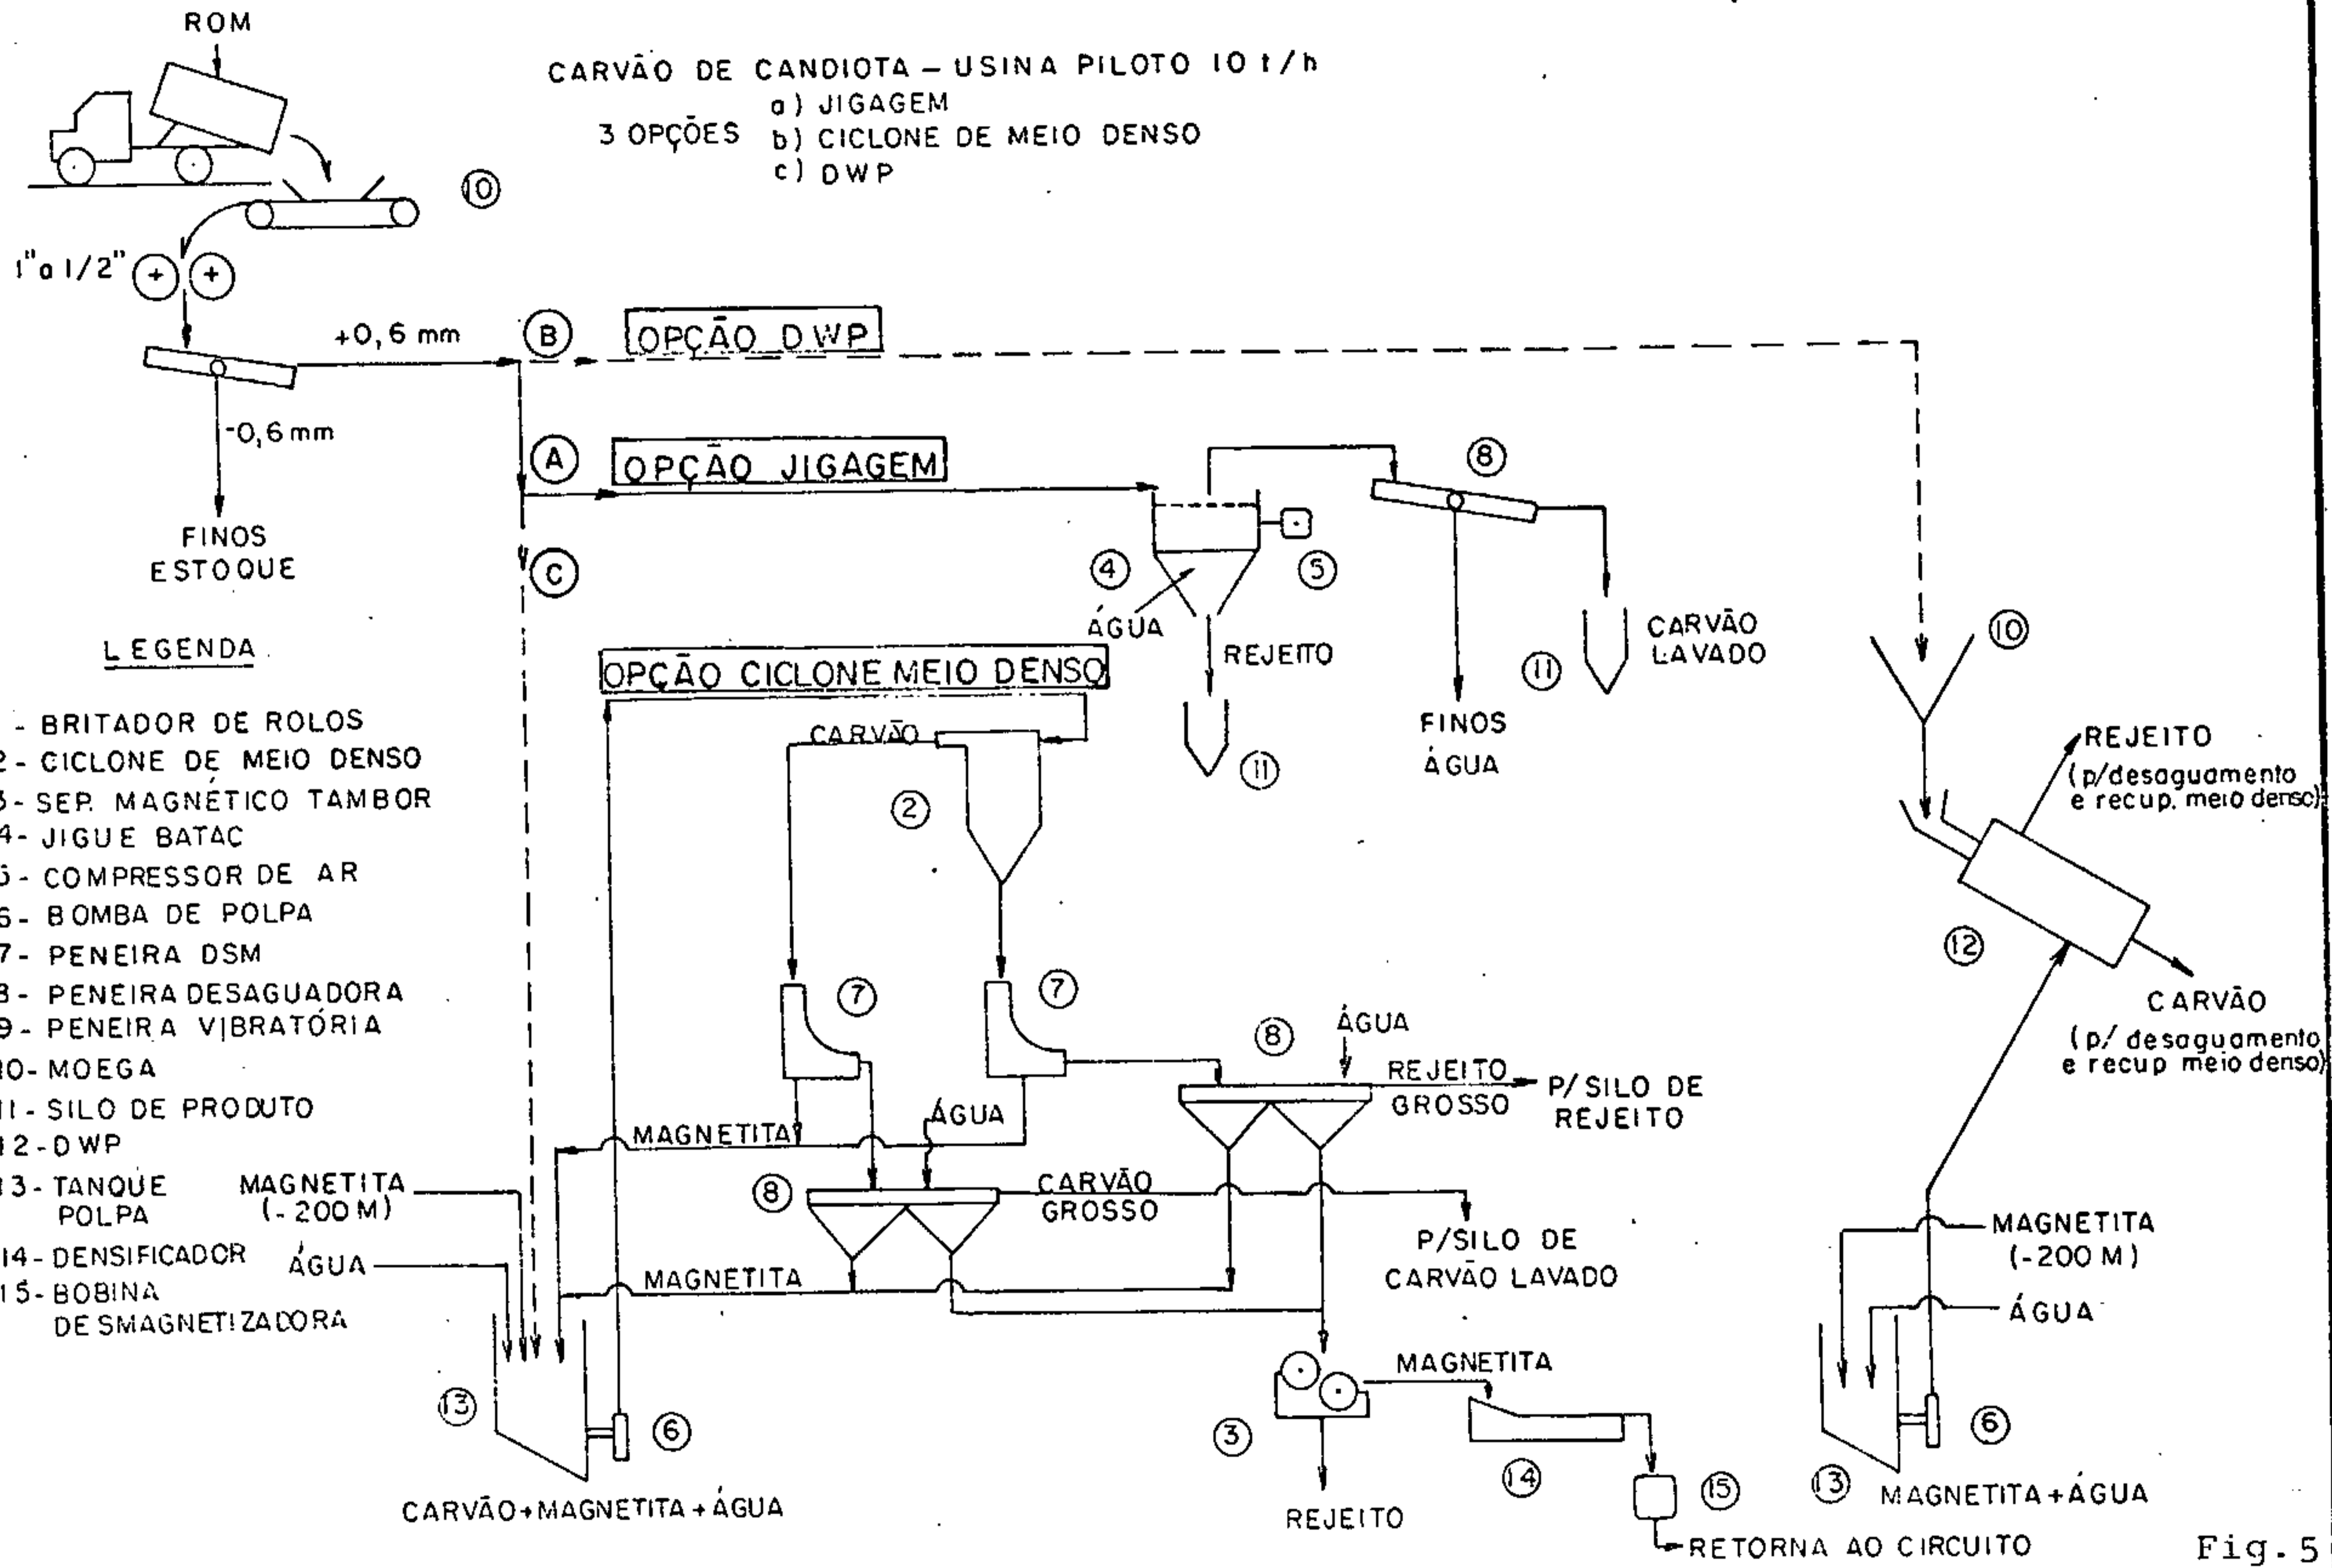 ROM
CARVÃO DE CANDIOTA – USINA PILOTO 10 t/h
3 OPÇÕES
a) JIGAGEM
b) CICLONE DE MEIO DENSO
c) DWP
10
1" a 1/2"
+0,6 mm
B
OPÇÃO DWP
-0,6 mm
FINOS
ESTOQUE
A
OPÇÃO JIGAGEM
8
C
4
5
ÁGUA
REJEITO
11
FINOS
ÁGUA
11
CARVÃO
LAVADO
10
REJEITO
(p/desaguamento
e recup. meio denso)
12
CARVÃO
(p/ desaguamento
e recup meio denso)
LEGENDA
- BRITADOR DE ROLOS
2- CICLONE DE MEIO DENSO
3- SEP. MAGNÉTICO TAMBOR
4- JIGUE BATAC
5- COMPRESSOR DE AR
6- BOMBA DE POLPA
7- PENEIRA DSM
8- PENEIRA DESAGUADORA
9- PENEIRA VIBRATÓRIA
10- MOEGA
11- SILO DE PRODUTO
12- DWP
13- TANQUE
POLPA
14- DENSIFICADOR
15- BOBINA
DESMAGNETIZADORA
OPÇÃO CICLONE MEIO DENSO
CARVÃO
2
7
7
8
ÁGUA
REJEITO
GROSSO
P/SILO DE
REJEITO
ÁGUA
MAGNETITA
8
CARVÃO
GROSSO
P/SILO DE
CARVÃO LAVADO
MAGNETITA
(-200 M)
ÁGUA
MAGNETITA
13
6
CARVÃO+MAGNETITA+ÁGUA
3
MAGNETITA
REJEITO
14
15
RETORNA AO CIRCUITO
MAGNETITA
(-200 M)
ÁGUA
13
6
MAGNETITA+ÁGUA
Fig.5